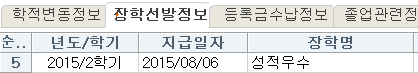 학적변동정보 장학선발정보 등록금수납정보 졸업관련정
순.. 년도/학기 지급일자 장학명
5 2015/2학기 2015/08/06 성적우수